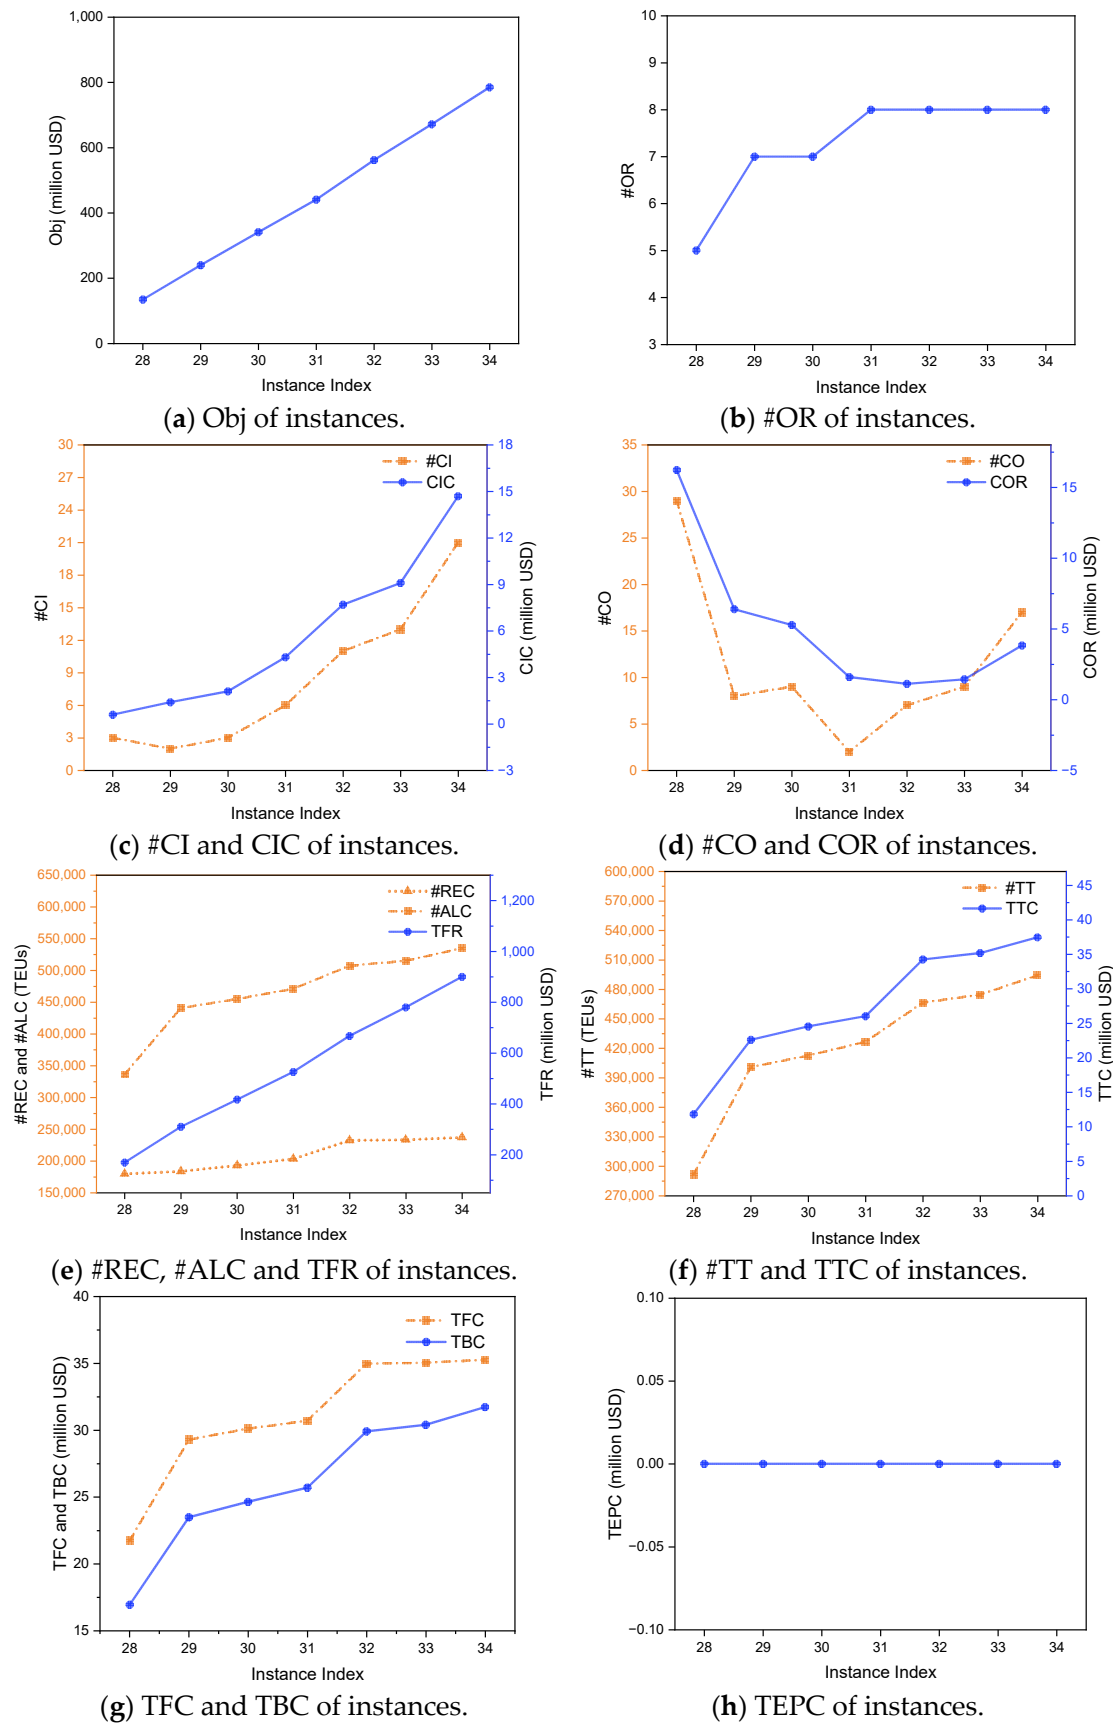 1,000
800
600
400
200
0
Obj (million USD)
28 29 30 31 32 33 34
Instance Index
(a) Obj of instances.
10
9
8
7
6
5
4
3
#OR
28 29 30 31 32 33 34
Instance Index
(b) #OR of instances.
30
27
24
21
18
15
12
9
6
3
0
#CI
#CI
CIC
18
15
12
9
6
3
0
−3
CIC (million USD)
28 29 30 31 32 33 34
Instance Index
(c) #CI and CIC of instances.
35
30
25
20
15
10
5
0
#CO
#CO
COR
15
10
5
0
−5
COR (million USD)
28 29 30 31 32 33 34
Instance Index
(d) #CO and COR of instances.
650,000
600,000
550,000
500,000
450,000
400,000
350,000
300,000
250,000
200,000
150,000
#REC and #ALC (TEUs)
#REC
#ALC
TFR
1,200
1,000
800
600
400
200
TFR (million USD)
28 29 30 31 32 33 34
Instance Index
(e) #REC, #ALC and TFR of instances.
600,000
570,000
540,000
510,000
480,000
450,000
420,000
390,000
360,000
330,000
300,000
270,000
#TT (TEUs)
#TT
TTC
45
40
35
30
25
20
15
10
5
0
TTC (million USD)
28 29 30 31 32 33 34
Instance Index
(f) #TT and TTC of instances.
40
35
30
25
20
15
TFC and TBC (million USD)
TFC
TBC
28 29 30 31 32 33 34
Instance Index
(g) TFC and TBC of instances.
0.10
0.05
0.00
−0.05
−0.10
TEPC (million USD)
28 29 30 31 32 33 34
Instance Index
(h) TEPC of instances.